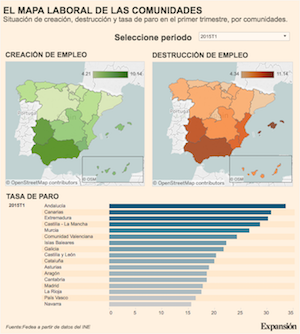 EL MAPA LABORAL DE LAS COMUNIDADES
Situación de creación, destrucción y tasa de paro en el primer trimestre, por comunidades.
Seleccione periodo
2015T1
CREACIÓN DE EMPLEO
4.21
10.14
© OpenStreetMap contributors
DESTRUCCIÓN DE EMPLEO
4.34
11.14
© OpenStreetMap contributors
TASA DE PARO
2015T1
Andalucía
Canarias
Extremadura
Castilla - La Mancha
Murcia
Comunidad Valenciana
Islas Baleares
Galicia
Castilla y León
Cataluña
Asturias
Aragón
Cantabria
Madrid
La Rioja
País Vasco
Navarra
0 5 10 15 20 25 30 35
Fuente:Fedea a partir de datos del INE
Expansión